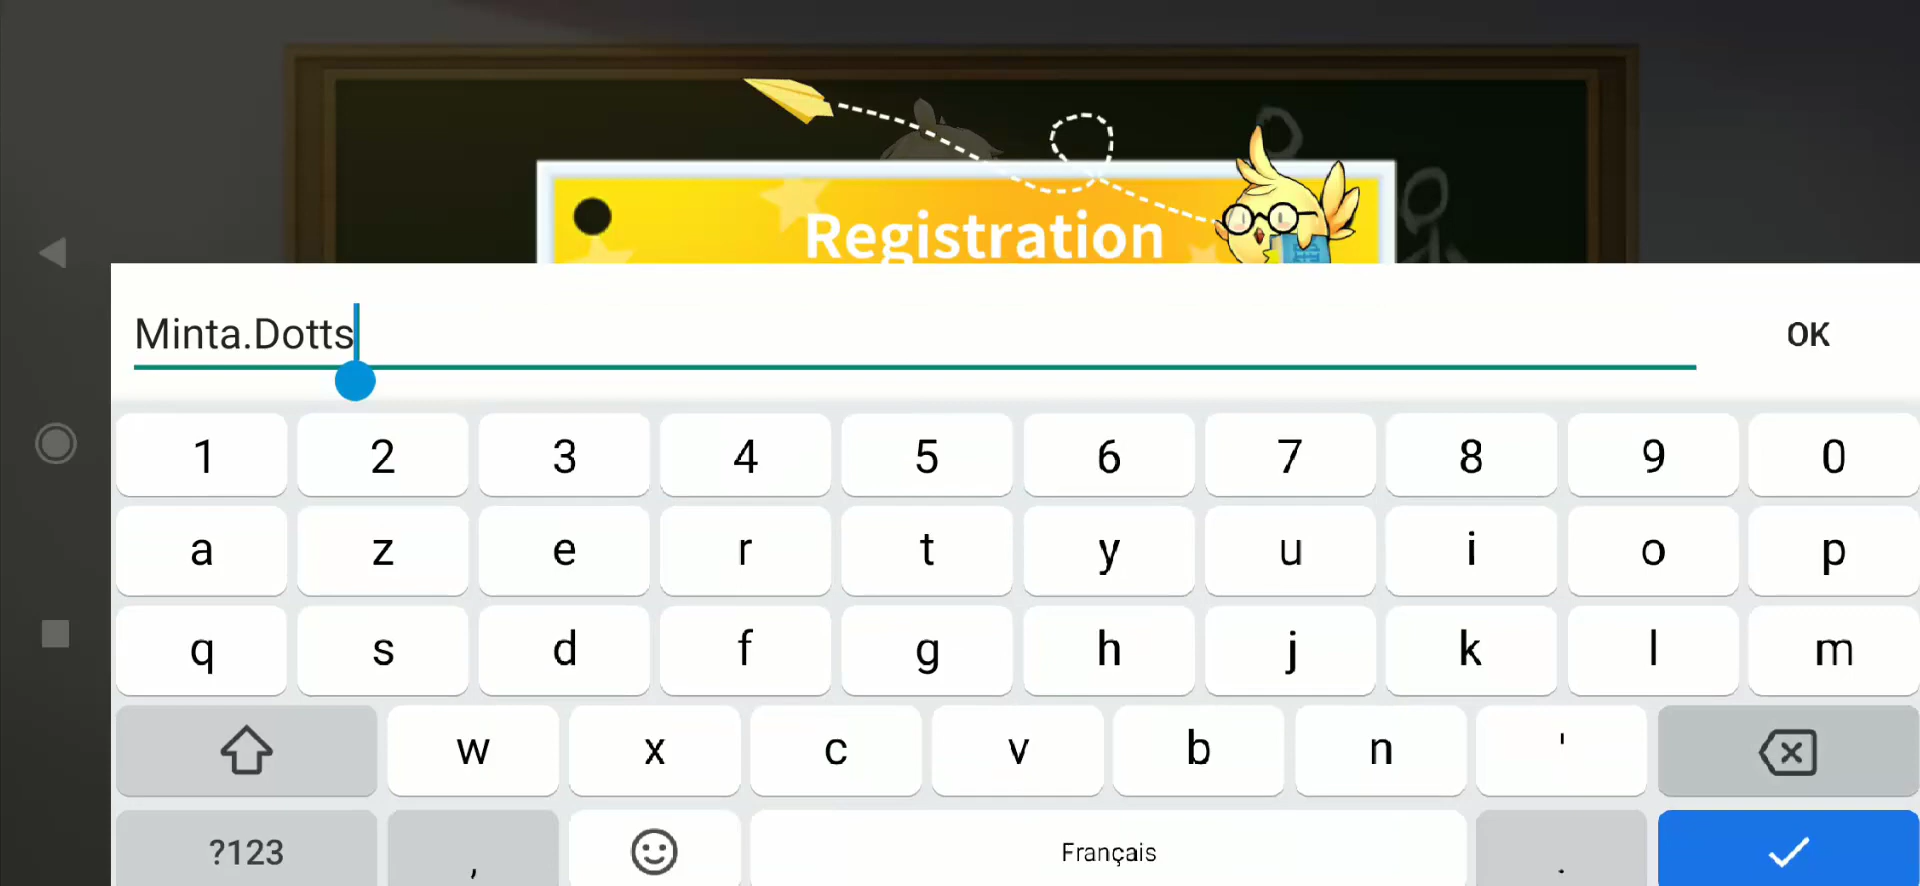 Registration
Minta.Dotts
OK
1 2 3 4 5 6 7 8 9 0
a z e r t y u i o p
q s d f g h j k l m
w x c v b n '
?123 , Français .